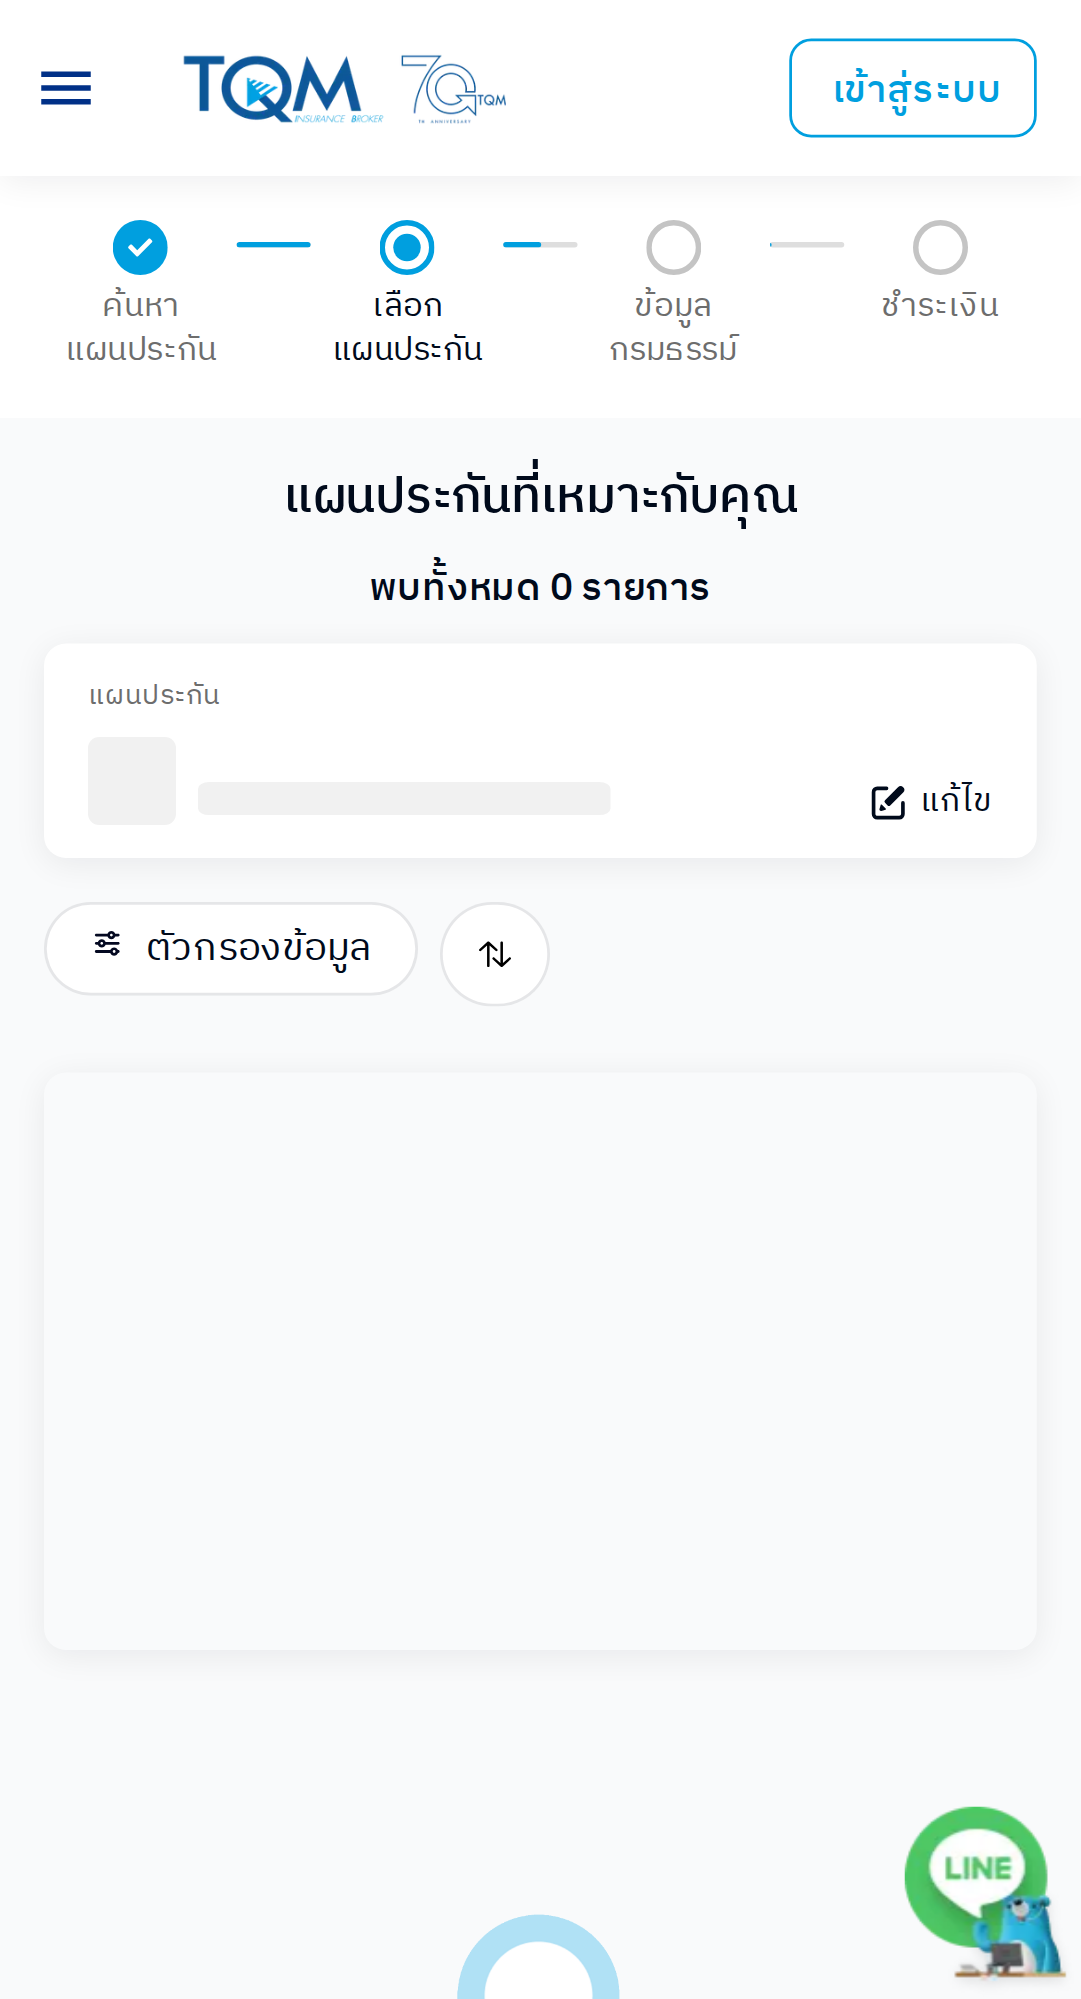 TQM
INSURANCE BROKER
70 TQM
TH ANNIVERSARY
เข้าสู่ระบบ
ค้นหา
แผนประกัน
เลือก
แผนประกัน
ข้อมูล
กรมธรรม์
ชำระเงิน
แผนประกันที่เหมาะกับคุณ
พบทั้งหมด 0 รายการ
แผนประกัน
แก้ไข
ตัวกรองข้อมูล
LINE